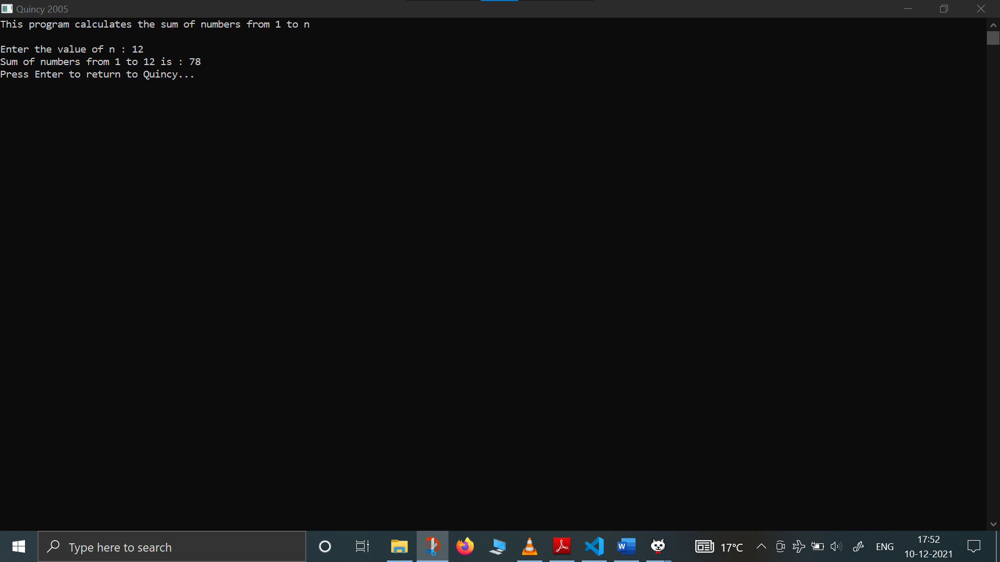 Quincy 2005
This program calculates the sum of numbers from 1 to n
Enter the value of n : 12
Sum of numbers from 1 to 12 is : 78
Press Enter to return to Quincy...
Type here to search
W
17°C
ENG
17:52
10-12-2021